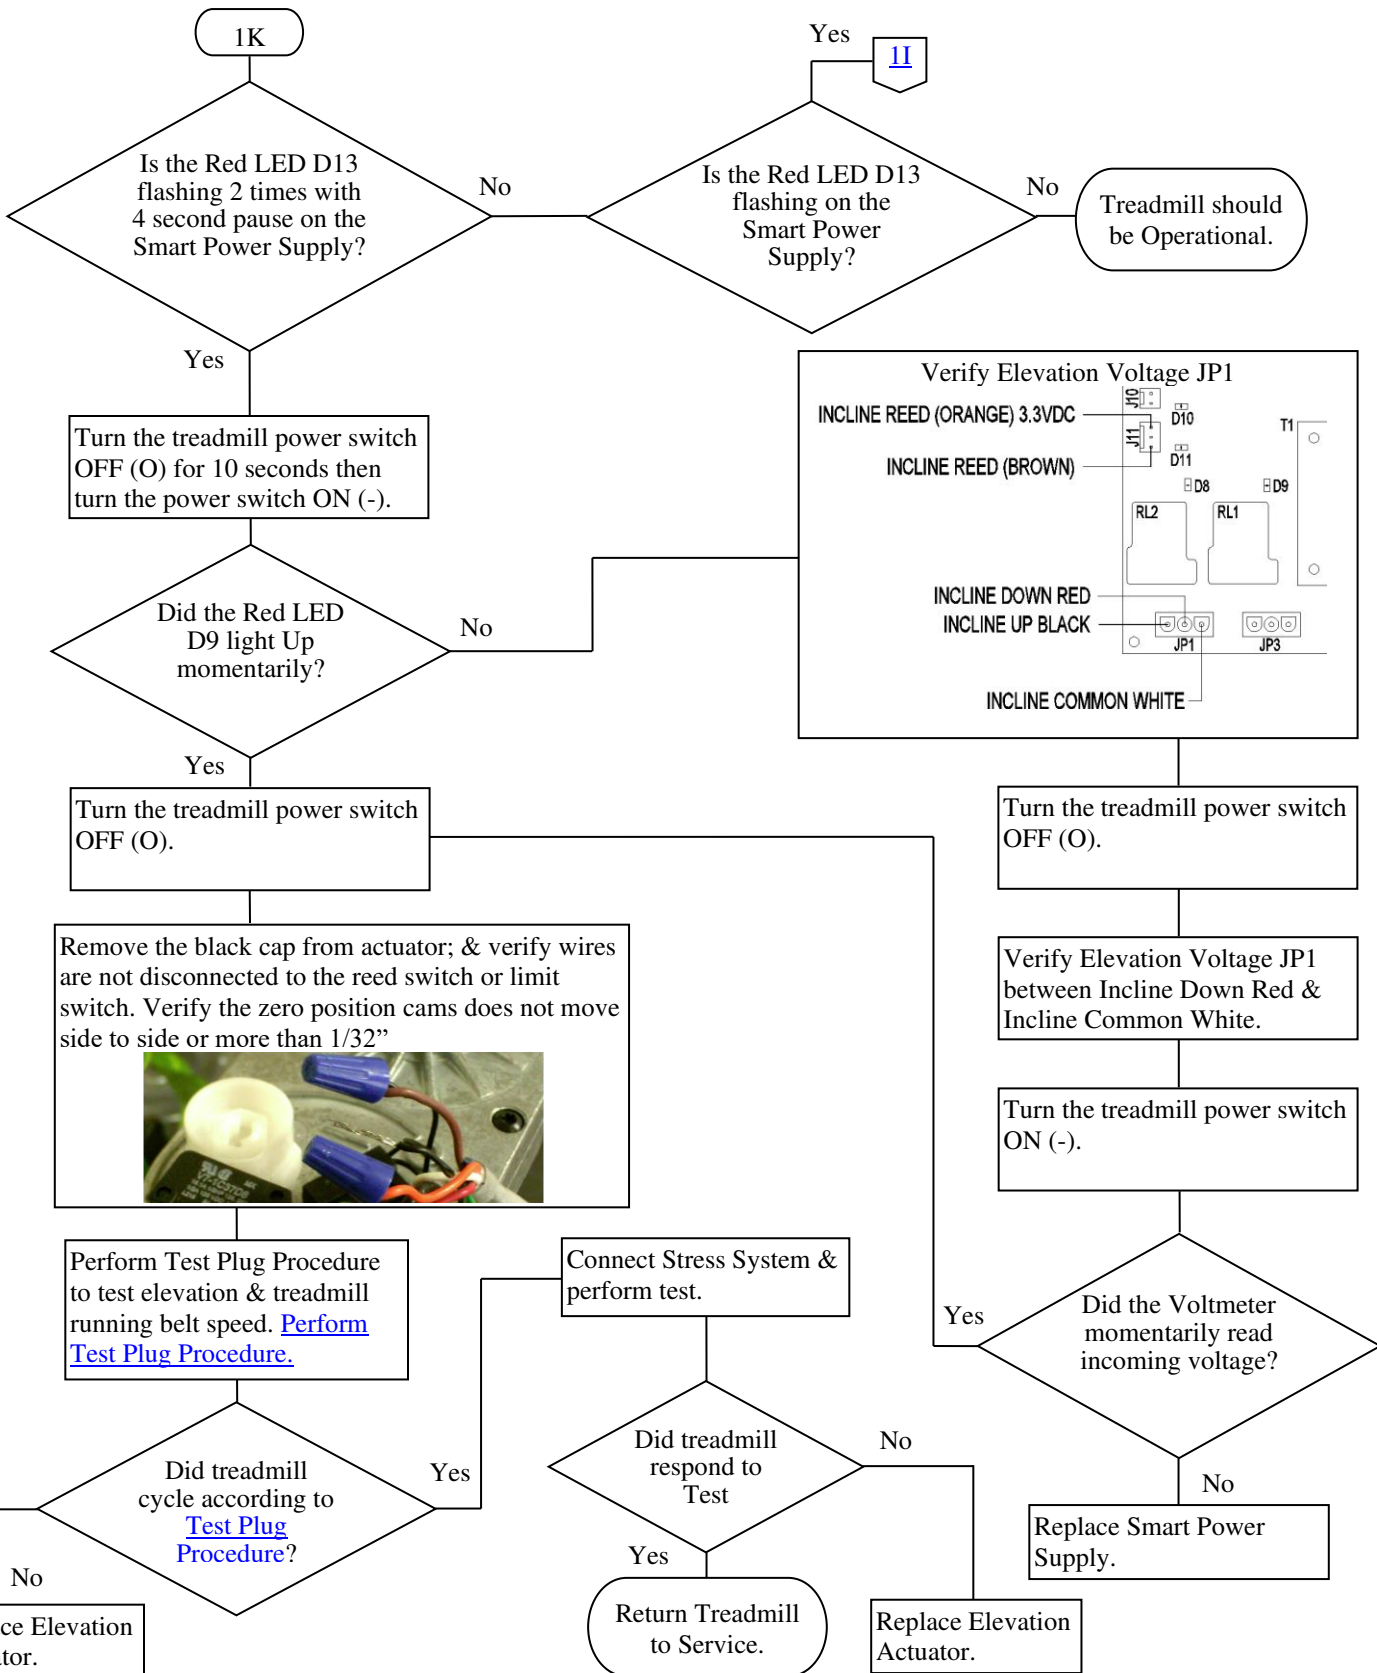 1K
Yes
1I
Is the Red LED D13
flashing 2 times with
4 second pause on the
Smart Power Supply?
No
Is the Red LED D13
flashing on the
Smart Power
Supply?
No
Treadmill should
be Operational.
Yes
Turn the treadmill power switch
OFF (O) for 10 seconds then
turn the power switch ON (-).
Verify Elevation Voltage JP1
INCLINE REED (ORANGE) 3.3VDC
INCLINE REED (BROWN)
J10
D10
J11
D11
T1
D8
D9
RL2
RL1
INCLINE DOWN RED
INCLINE UP BLACK
JP1
JP3
INCLINE COMMON WHITE
Did the Red LED
D9 light Up
momentarily?
No
Yes
Turn the treadmill power switch
OFF (O).
Turn the treadmill power switch
OFF (O).
Remove the black cap from actuator; & verify wires
are not disconnected to the reed switch or limit
switch. Verify the zero position cams does not move
side to side or more than 1/32”
Verify Elevation Voltage JP1
between Incline Down Red &
Incline Common White.
Turn the treadmill power switch
ON (-).
Perform Test Plug Procedure
to test elevation & treadmill
running belt speed. Perform
Test Plug Procedure.
Connect Stress System &
perform test.
Yes
Did the Voltmeter
momentarily read
incoming voltage?
No
Replace Smart Power
Supply.
Did treadmill
cycle according to
Test Plug
Procedure?
Yes
No
Did treadmill
respond to
Test
No
Yes
ce Elevation
tor.
Return Treadmill
to Service.
Replace Elevation
Actuator.